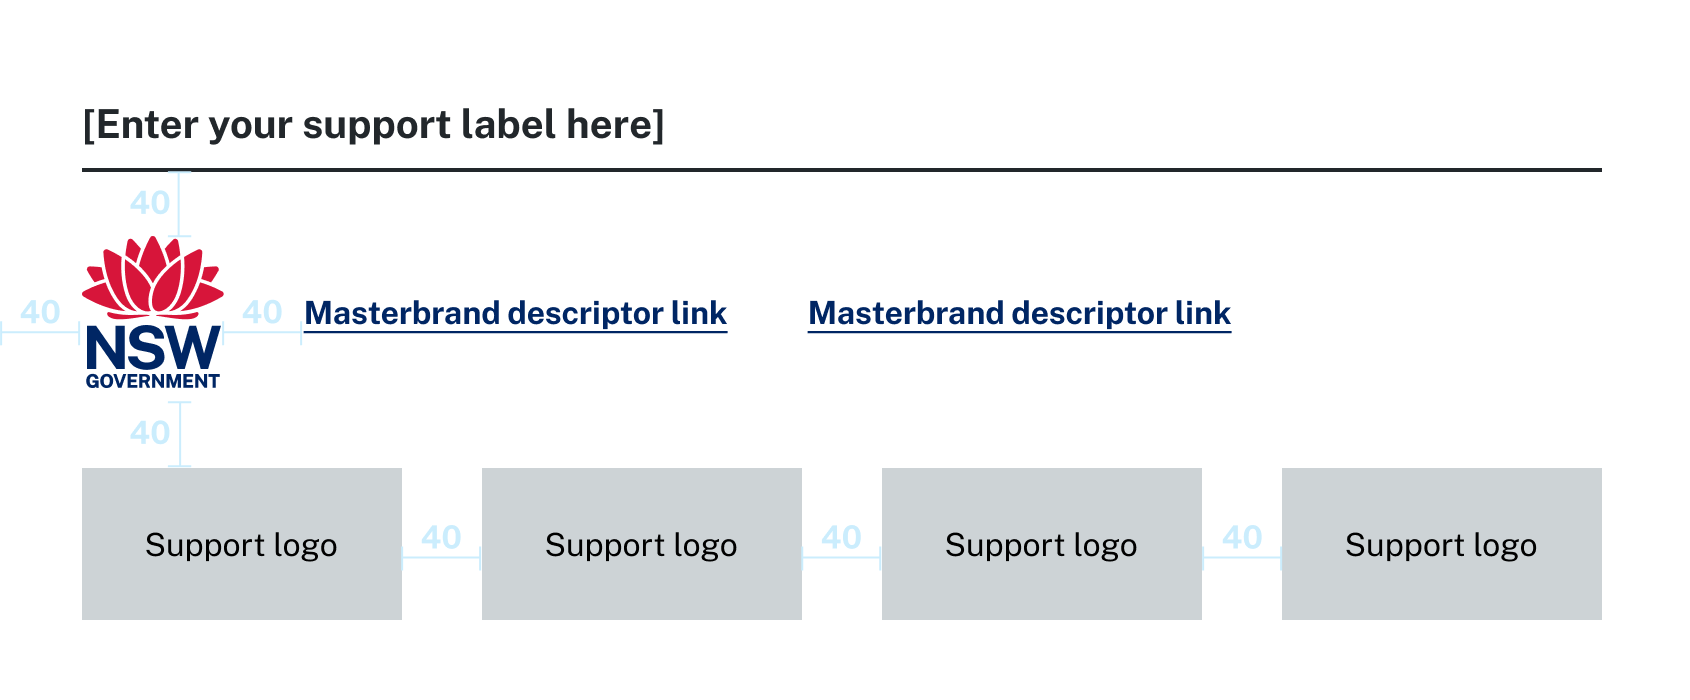 [Enter your support label here]
40
40
40
Masterbrand descriptor link
Masterbrand descriptor link
NSW
GOVERNMENT
40
Support logo
40
Support logo
40
Support logo
40
Support logo